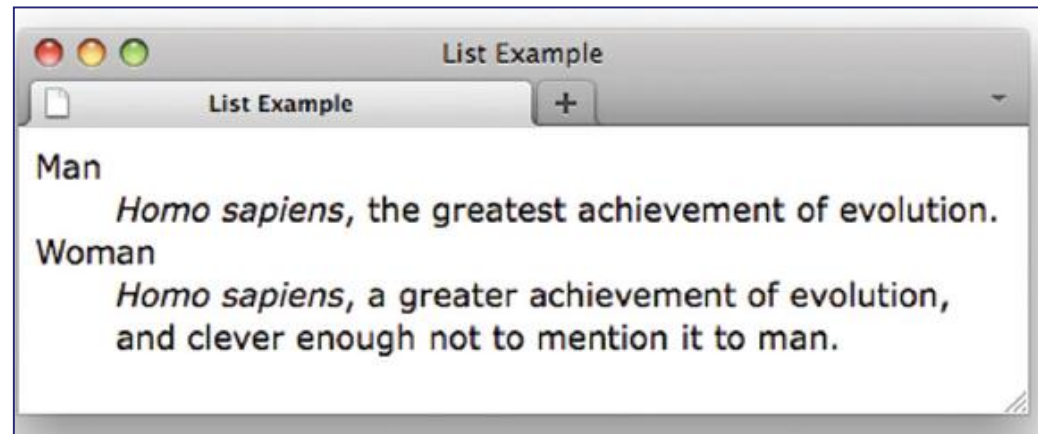 List Example
List Example
Man
Homo sapiens, the greatest achievement of evolution.
Woman
Homo sapiens, a greater achievement of evolution,
and clever enough not to mention it to man.